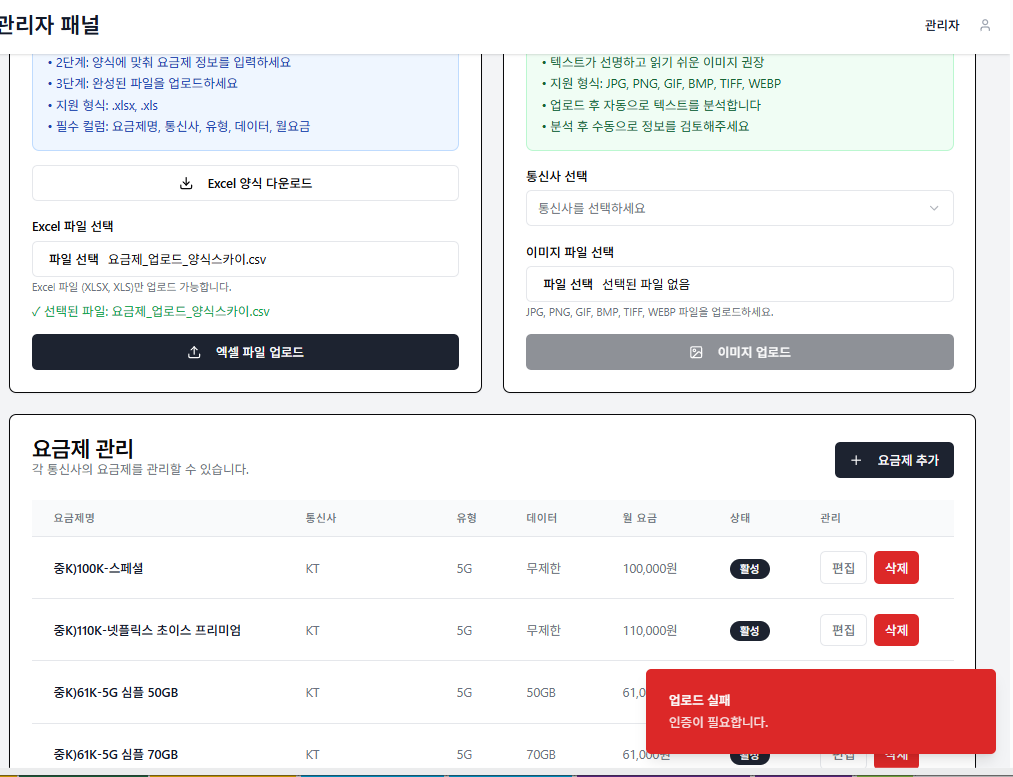 관리자 패널
관리자
• 2단계: 양식에 맞춰 요금제 정보를 입력하세요
• 3단계: 완성된 파일을 업로드하세요
• 지원 형식: .xlsx, .xls
• 필수 컬럼: 요금제명, 통신사, 유형, 데이터, 월요금
Excel 양식 다운로드
Excel 파일 선택
파일 선택 요금제_업로드_양식스카이.csv
Excel 파일 (XLSX, XLS)만 업로드 가능합니다.
✓ 선택된 파일: 요금제_업로드_양식스카이.csv
엑셀 파일 업로드
• 텍스트가 선명하고 읽기 쉬운 이미지 권장
• 지원 형식: JPG, PNG, GIF, BMP, TIFF, WEBP
• 업로드 후 자동으로 텍스트를 분석합니다
• 분석 후 수동으로 정보를 검토해주세요
통신사 선택
통신사를 선택하세요
이미지 파일 선택
파일 선택 선택된 파일 없음
JPG, PNG, GIF, BMP, TIFF, WEBP 파일을 업로드하세요.
이미지 업로드
요금제 관리
각 통신사의 요금제를 관리할 수 있습니다.
+ 요금제 추가
요금제명 통신사 유형 데이터 월 요금 상태 관리
중K)100K-스페셜 KT 5G 무제한 100,000원 활성 편집 삭제
중K)110K-넷플릭스 초이스 프리미엄 KT 5G 무제한 110,000원 활성 편집 삭제
중K)61K-5G 심플 50GB KT 5G 50GB 61,0
중K)61K-5G 심플 70GB KT 5G 70GB 61,000원 활성 편집 삭제
업로드 실패
인증이 필요합니다.